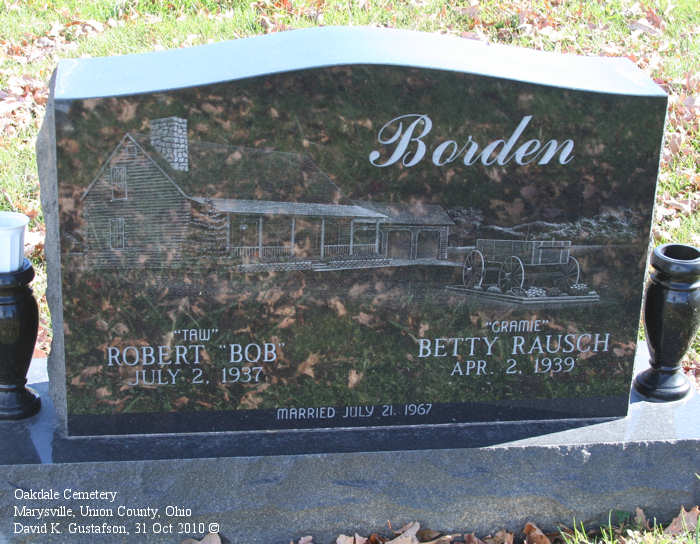 Borden
"TAW"
ROBERT "BOB"
JULY 2, 1937
"GRAMIE"
BETTY RAUSCH
APR. 2, 1939
MARRIED JULY 21, 1967
Oakdale Cemetery
Marysville, Union County, Ohio
David K. Gustafson, 31 Oct 2010 ©